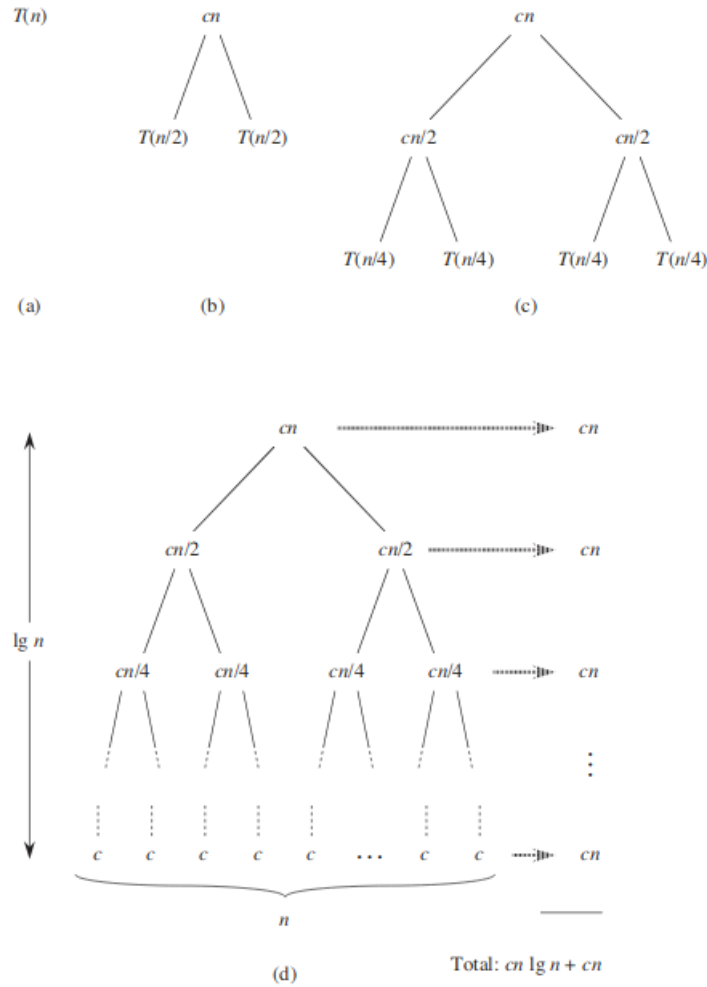 T(n) cn cn
T(n/2) T(n/2) cn/2 cn/2
T(n/4) T(n/4) T(n/4) T(n/4)
(a) (b) (c)
cn cn
cn/2 cn/2 cn
lg n
cn/4 cn/4 cn/4 cn/4 cn
⋮
c c c c c ... c c cn
n
Total: cn lg n + cn
(d)